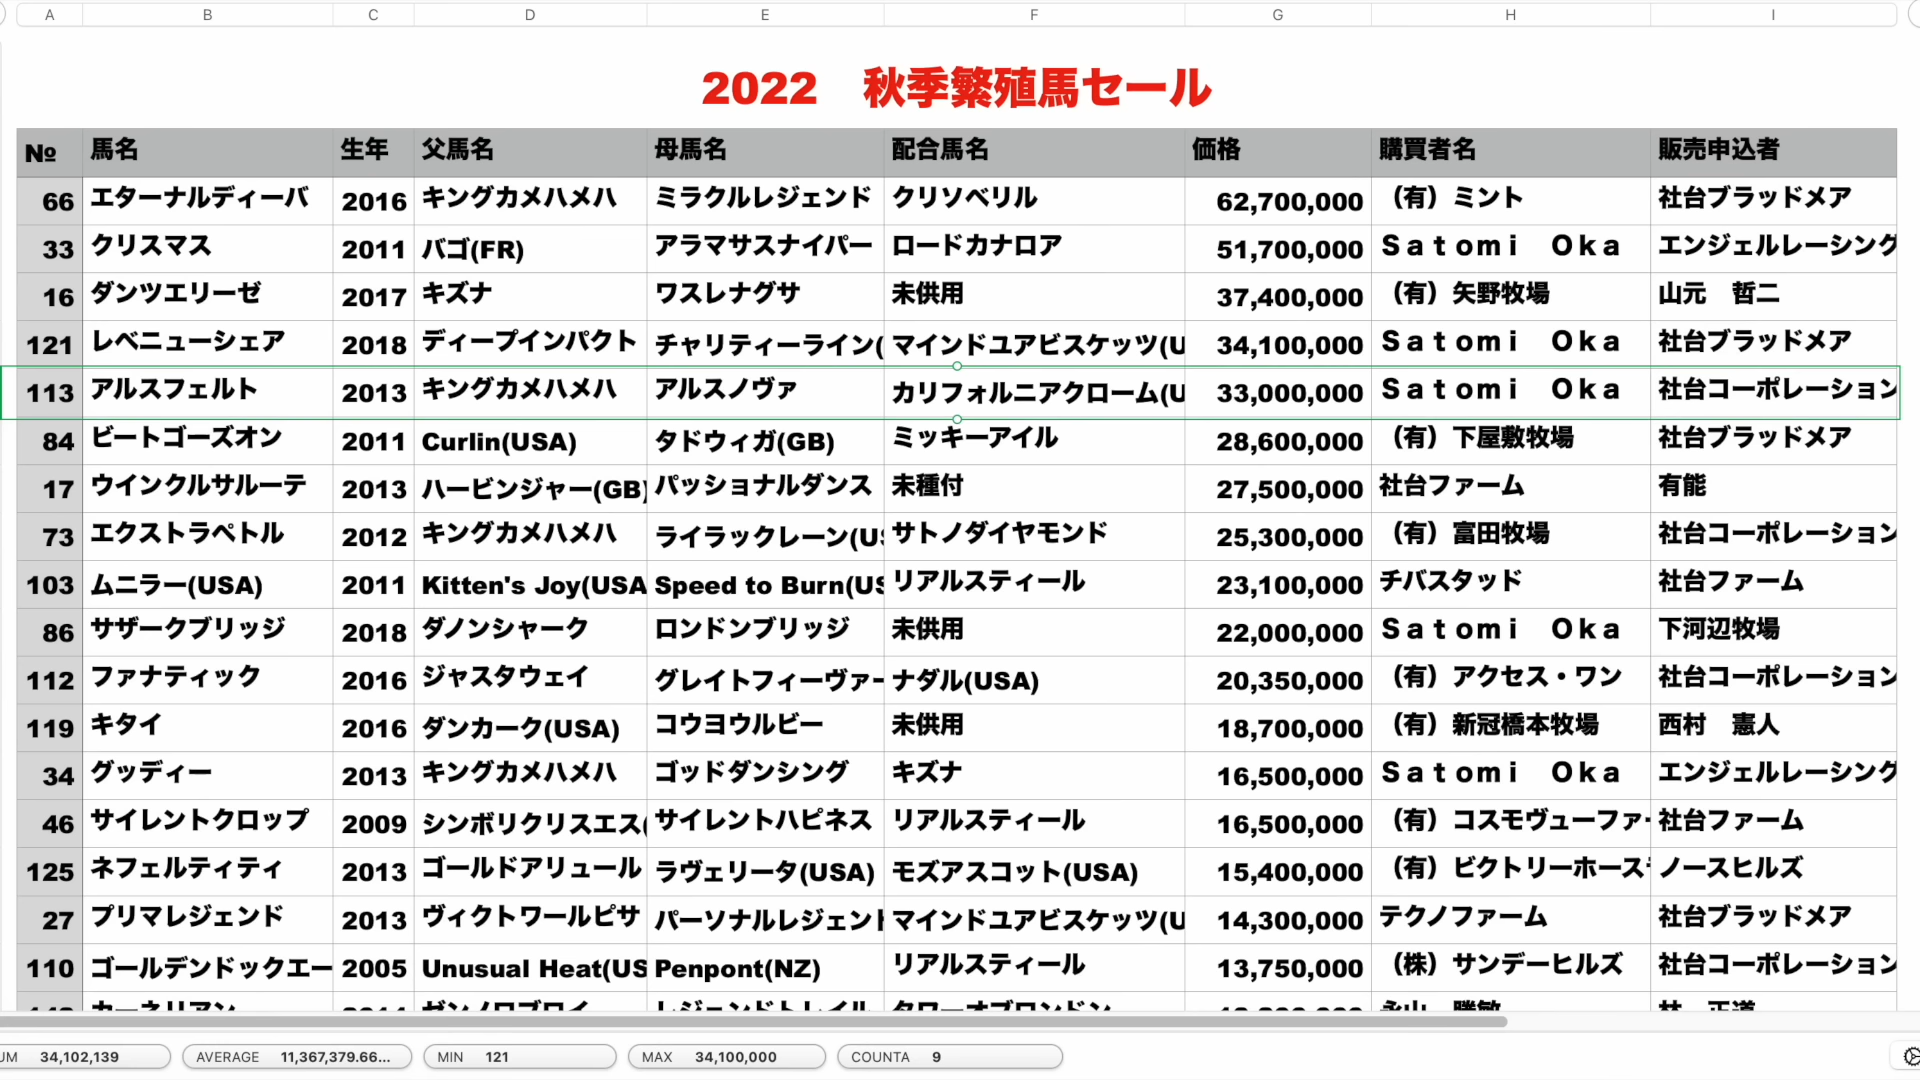 A B C D E F G H I
2022　秋季繁殖馬セール
№ 馬名 生年 父馬名 母馬名 配合馬名 価格 購買者名 販売申込者
66 エターナルディーバ 2016 キングカメハメハ ミラクルレジェンド クリソベリル 62,700,000 （有）ミント 社台ブラッドメア
33 クリスマス 2011 バゴ(FR) アラマサスナイパー ロードカナロア 51,700,000 Ｓａｔｏｍｉ　Ｏｋａ エンジェルレーシング
16 ダンツエリーゼ 2017 キズナ ワスレナグサ 未供用 37,400,000 （有）矢野牧場 山元　哲二
121 レベニューシェア 2018 ディープインパクト チャリティーライン( マインドユアビスケッツ(U 34,100,000 Ｓａｔｏｍｉ　Ｏｋａ 社台ブラッドメア
113 アルスフェルト 2013 キングカメハメハ アルスノヴァ カリフォルニアクローム(U 33,000,000 Ｓａｔｏｍｉ　Ｏｋａ 社台コーポレーション
84 ビートゴーズオン 2011 Curlin(USA) タドウィガ(GB) ミッキーアイル 28,600,000 （有）下屋敷牧場 社台ブラッドメア
17 ウインクルサルーテ 2013 ハービンジャー(GB) パッショナルダンス 未種付 27,500,000 社台ファーム 有能
73 エクストラペトル 2012 キングカメハメハ ライラックレーン(US サトノダイヤモンド 25,300,000 （有）富田牧場 社台コーポレーション
103 ムニラー(USA) 2011 Kitten's Joy(USA Speed to Burn(US リアルスティール 23,100,000 チバスタッド 社台ファーム
86 サザークブリッジ 2018 ダノンシャーク ロンドンブリッジ 未供用 22,000,000 Ｓａｔｏｍｉ　Ｏｋａ 下河辺牧場
112 ファナティック 2016 ジャスタウェイ グレイトフィーヴァー ナダル(USA) 20,350,000 （有）アクセス・ワン 社台コーポレーション
119 キタイ 2016 ダンカーク(USA) コウヨウルビー 未供用 18,700,000 （有）新冠橋本牧場 西村　憲人
34 グッディー 2013 キングカメハメハ ゴッドダンシング キズナ 16,500,000 Ｓａｔｏｍｉ　Ｏｋａ エンジェルレーシング
46 サイレントクロップ 2009 シンボリクリスエス( サイレントハピネス リアルスティール 16,500,000 （有）コスモヴューファー 社台ファーム
125 ネフェルティティ 2013 ゴールドアリュール ラヴェリータ(USA) モズアスコット(USA) 15,400,000 （有）ビクトリーホース ノースヒルズ
27 プリマレジェンド 2013 ヴィクトワールピサ パーソナルレジェンド マインドユアビスケッツ(U 14,300,000 テクノファーム 社台ブラッドメア
110 ゴールデンドックエー 2005 Unusual Heat(US Penpont(NZ) リアルスティール 13,750,000 （株）サンデーヒルズ 社台コーポレーション
カーネリアン 2014 ゼンノロブロイ レジェンドトレイル タワーオブロンドン 永山　勝敏 林　正道
UM 34,102,139 AVERAGE 11,367,379.66... MIN 121 MAX 34,100,000 COUNTA 9